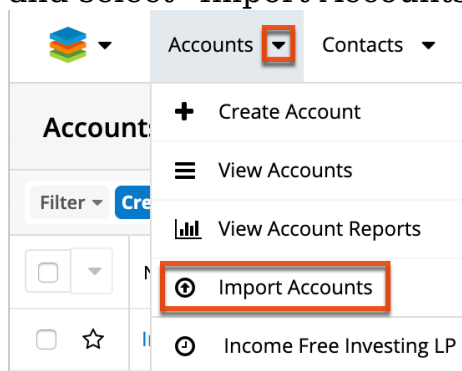 and select "Import Accounts
Accounts Contacts
Create Account
Accounts
View Accounts
Filter Cre
View Account Reports
Import Accounts
Income Free Investing LP